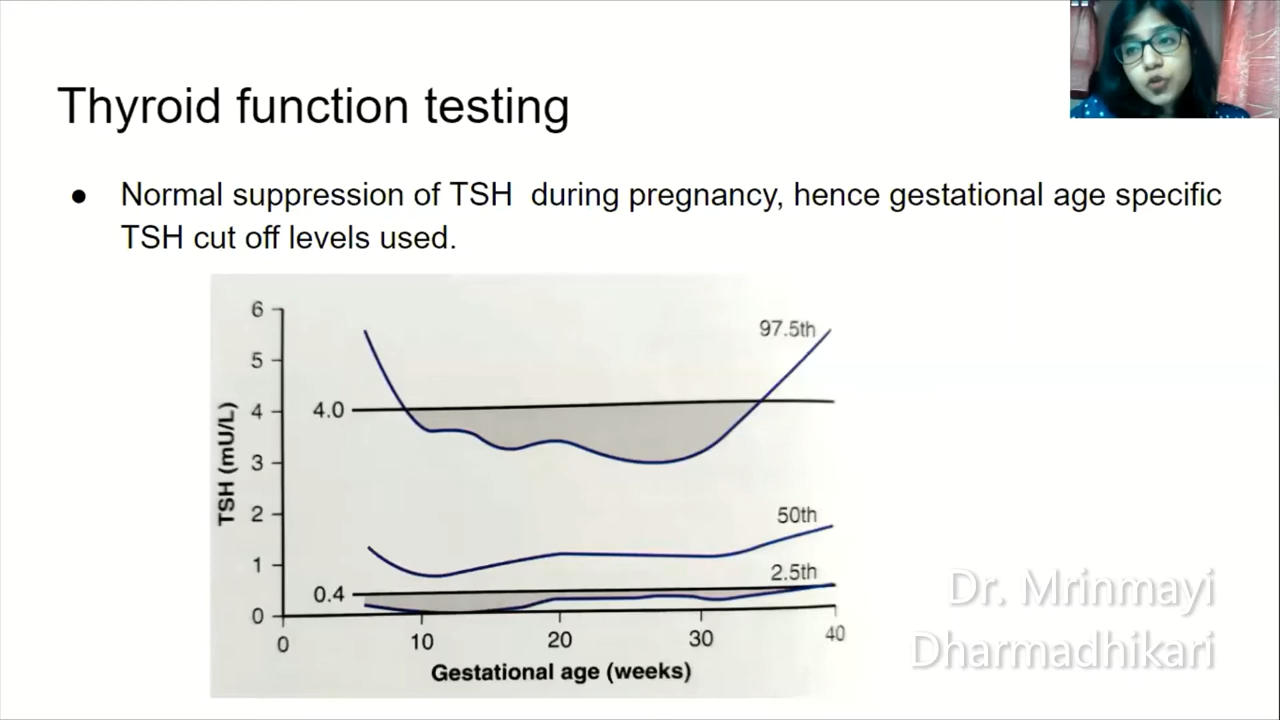 Thyroid function testing
● Normal suppression of TSH during pregnancy, hence gestational age specific
TSH cut off levels used.
6
97.5th
5
4.0
4
3
TSH (mU/L)
2
50th
1
2.5th
0.4
0
0 10 20 30 40
Gestational age (weeks)
Dr. Mrinmayi
Dharmadhikari